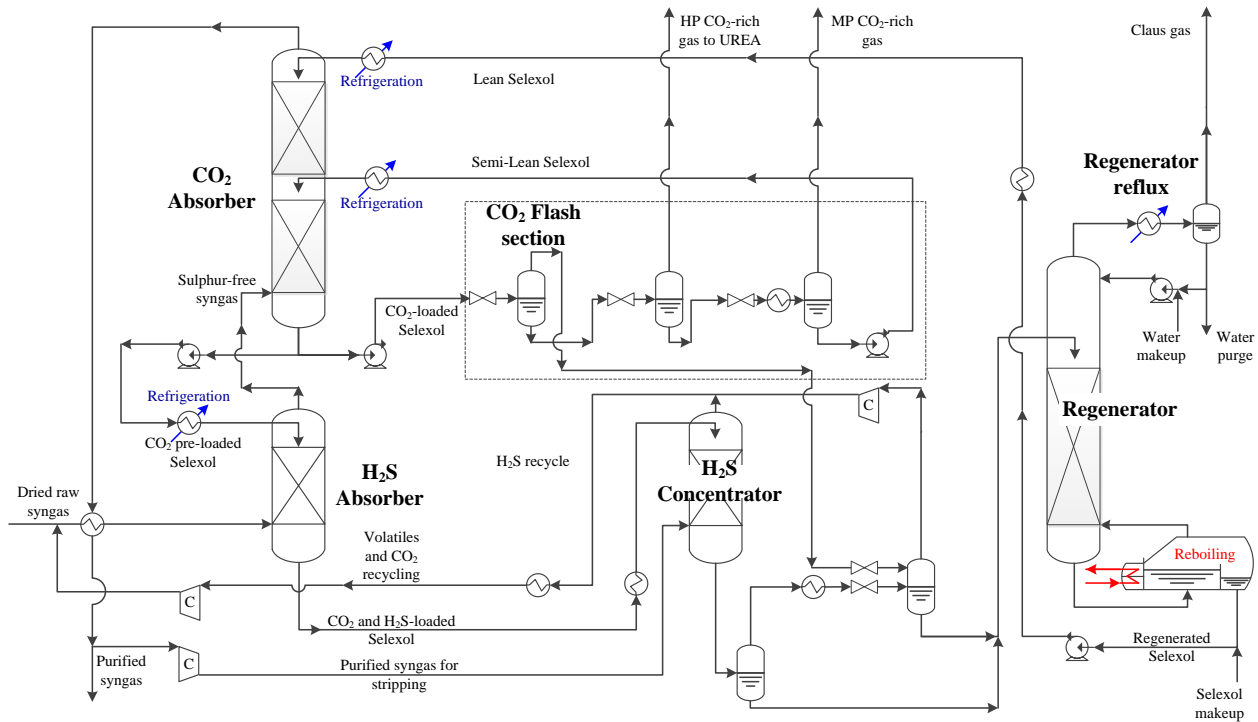 HP CO₂-rich
gas to UREA
MP CO₂-rich
gas
Claus gas
Refrigeration
Lean Selexol
CO₂
Absorber
Semi-Lean Selexol
Refrigeration
Regenerator
reflux
CO₂ Flash
section
Sulphur-free
syngas
CO₂-loaded
Selexol
Water
makeup
Water
purge
Refrigeration
CO₂ pre-loaded
Selexol
C
Regenerator
H₂S
Absorber
H₂S recycle
H₂S
Concentrator
Dried raw
syngas
Volatiles
and CO₂
recycling
Reboiling
C
CO₂ and H₂S-loaded
Selexol
Regenerated
Selexol
Purified
syngas
C
Purified syngas for
stripping
Selexol
makeup